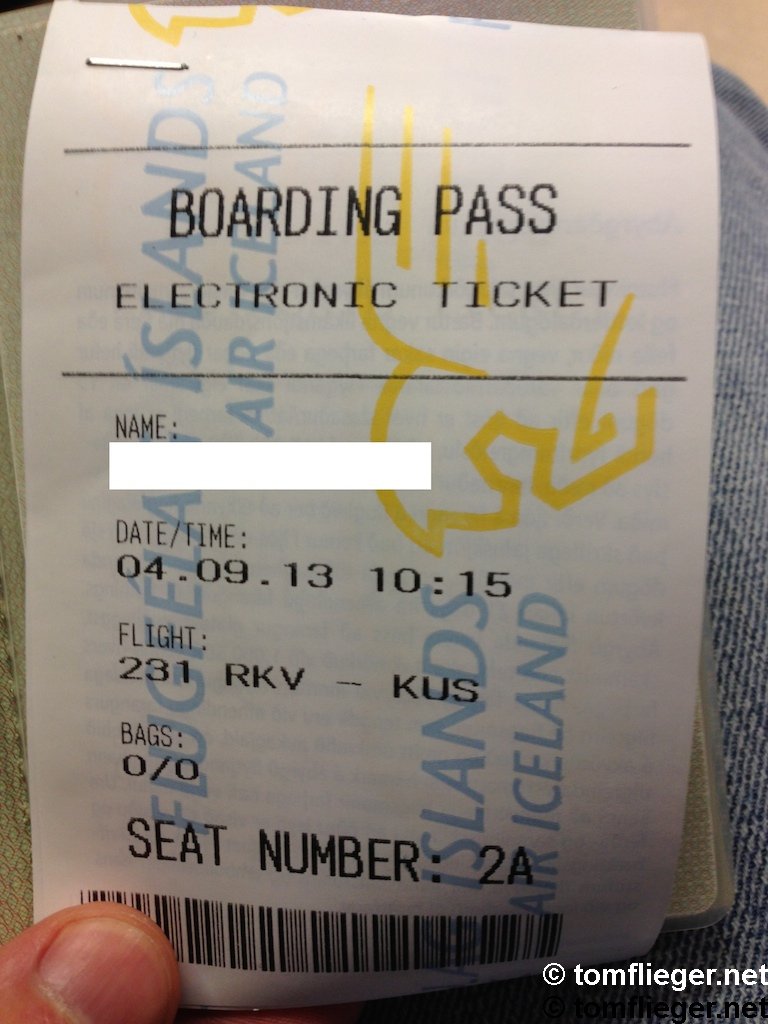 BOARDING PASS
ELECTRONIC TICKET
NAME:
DATE/TIME:
04.09.13 10:15
FLIGHT:
231 RKV - KUS
BAGS:
0/0
SEAT NUMBER: 2A
FLUGFÉLAG ÍSLANDS
AIR ICELAND
ÍSLANDS
AIR ICELAND
© tomflieger.net
© tomflieger.net